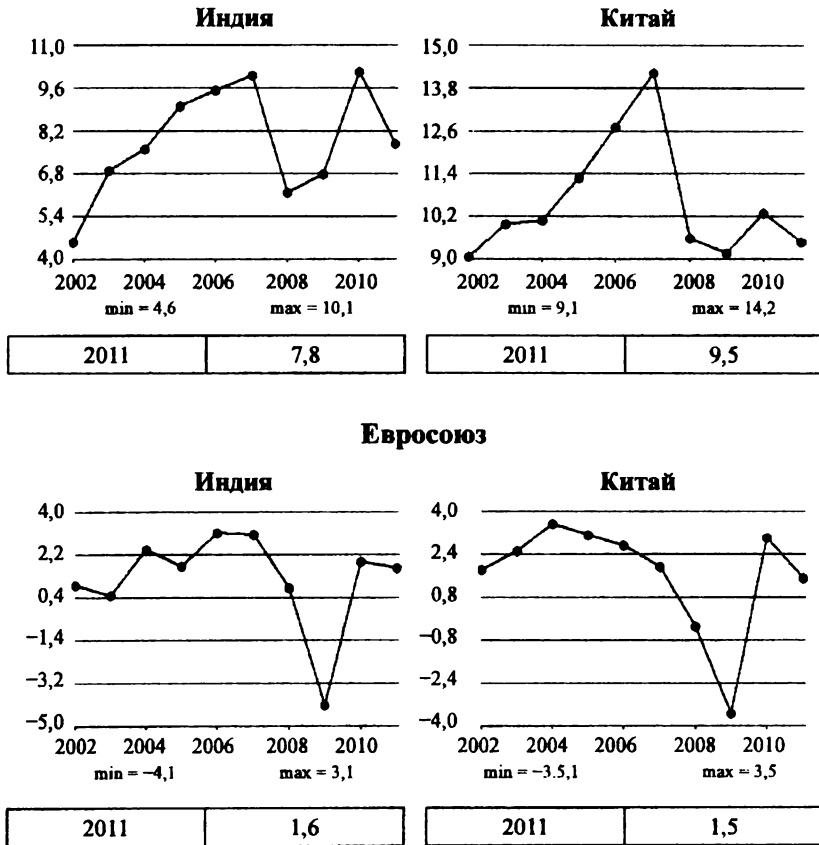 Индия
11,0
9,6
8,2
6,8
5,4
4,0
2002 2004 2006 2008 2010
min = 4,6 max = 10,1
2011 7,8
Китай
15,0
13,8
12,6
11,4
10,2
9,0
2002 2004 2006 2008 2010
min = 9,1 max = 14,2
2011 9,5
Евросоюз
Индия
4,0
2,2
0,4
−1,4
−3,2
−5,0
2002 2004 2006 2008 2010
min = −4,1 max = 3,1
2011 1,6
Китай
4,0
2,4
0,8
−0,8
−2,4
−4,0
2002 2004 2006 2008 2010
min = −3.5,1 max = 3,5
2011 1,5